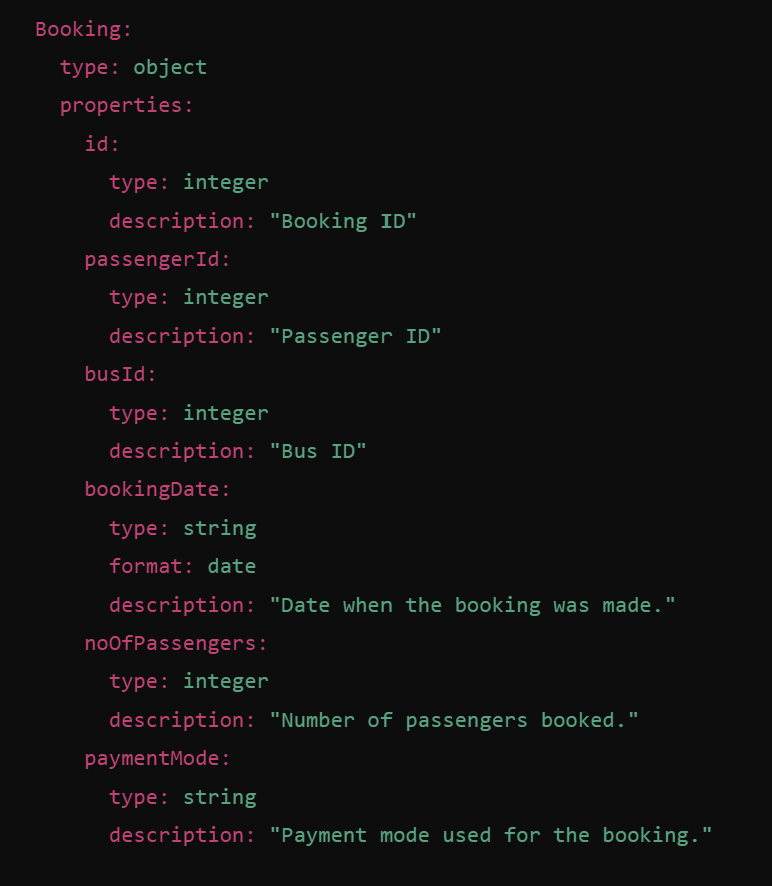 Booking:
  type: object
  properties:
    id:
      type: integer
      description: "Booking ID"
    passengerId:
      type: integer
      description: "Passenger ID"
    busId:
      type: integer
      description: "Bus ID"
    bookingDate:
      type: string
      format: date
      description: "Date when the booking was made."
    noOfPassengers:
      type: integer
      description: "Number of passengers booked."
    paymentMode:
      type: string
      description: "Payment mode used for the booking."